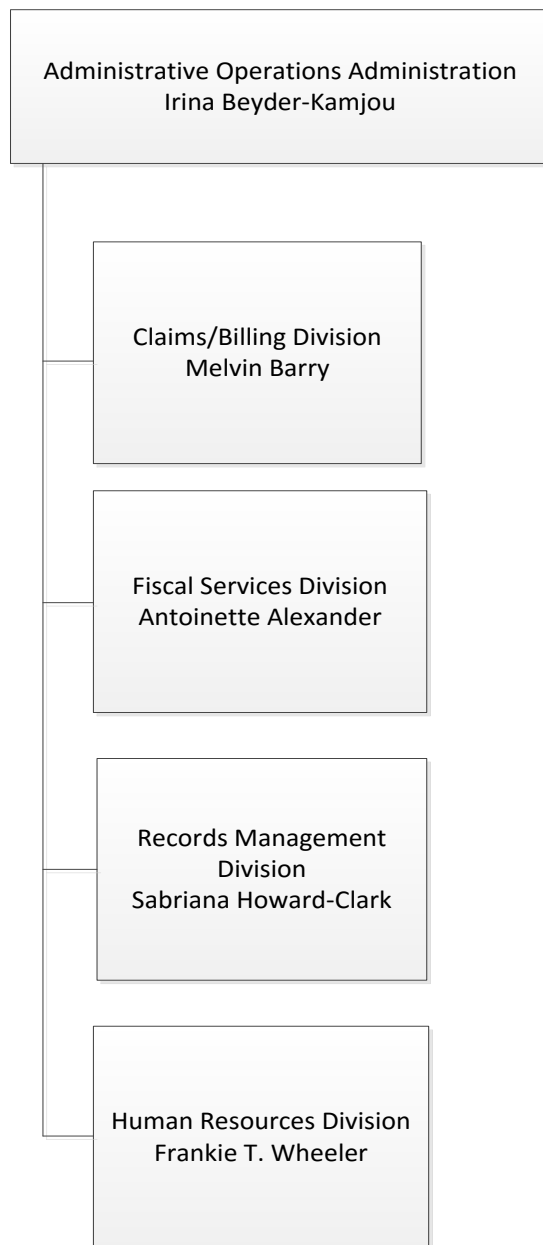 Administrative Operations Administration
Irina Beyder-Kamjou
Claims/Billing Division
Melvin Barry
Fiscal Services Division
Antoinette Alexander
Records Management
Division
Sabriana Howard-Clark
Human Resources Division
Frankie T. Wheeler